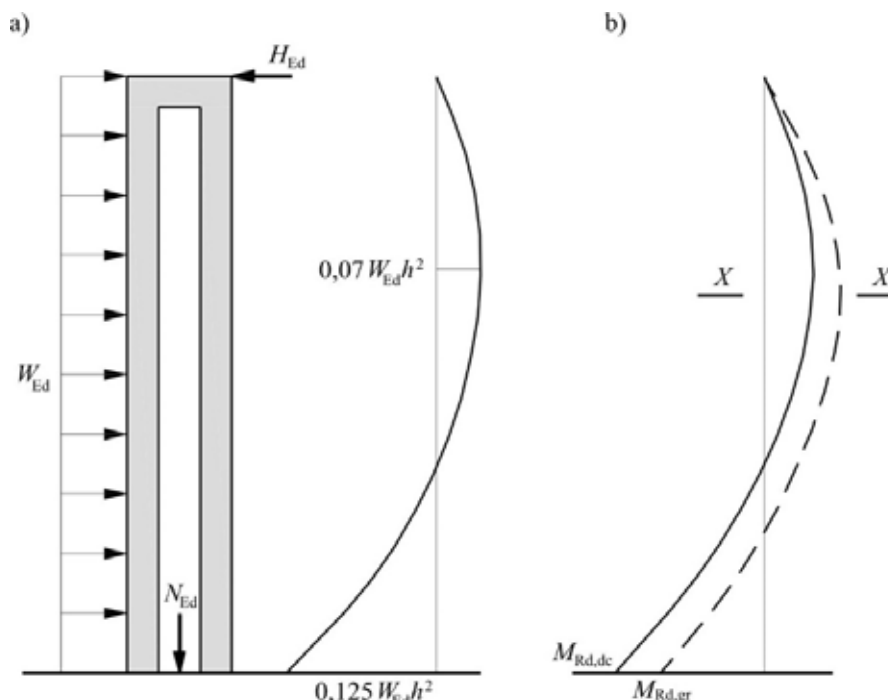 a)
b)
H_Ed
0,07 W_Ed h²
X
X
W_Ed
N_Ed
M_Rd,dc
0,125 W_Ed h²
M_Rd,gr